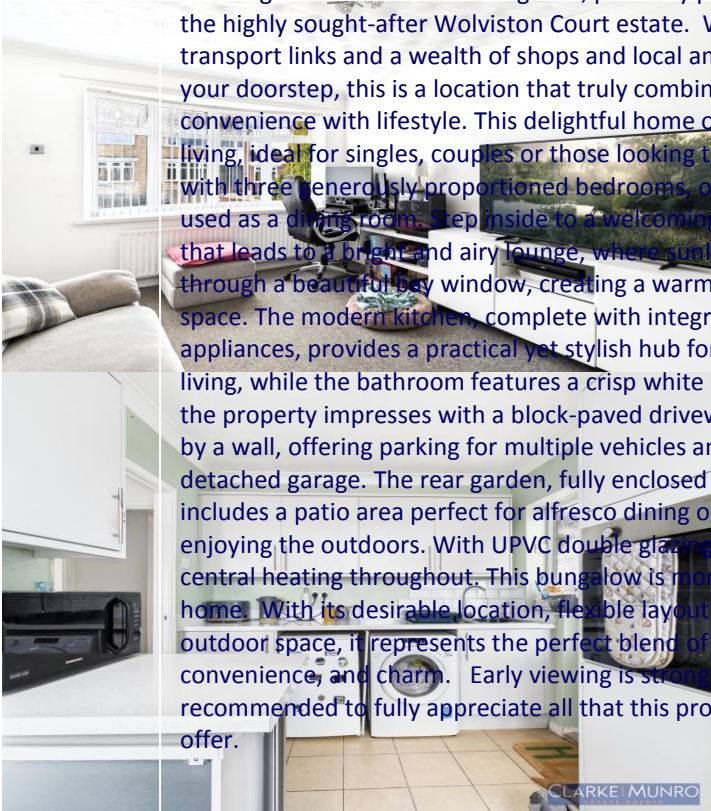 the highly sought-after Wolviston Court estate. W
transport links and a wealth of shops and local an
your doorstep, this is a location that truly combin
convenience with lifestyle. This delightful home o
living, ideal for singles, couples or those looking t
with three generously proportioned bedrooms, o
used as a dining room. Step inside to a welcoming
that leads to a bright and airy lounge, where sunl
through a beautiful bay window, creating a warm
space. The modern kitchen, complete with integr
appliances, provides a practical yet stylish hub for
living, while the bathroom features a crisp white
the property impresses with a block-paved drivew
by a wall, offering parking for multiple vehicles an
detached garage. The rear garden, fully enclosed
includes a patio area perfect for alfresco dining o
enjoying the outdoors. With UPVC double glazing
central heating throughout. This bungalow is mor
home. With its desirable location, flexible layout
outdoor space, it represents the perfect blend of
convenience, and charm. Early viewing is strong
recommended to fully appreciate all that this pro
offer.
SAMSUNG
CLARKE MUNRO